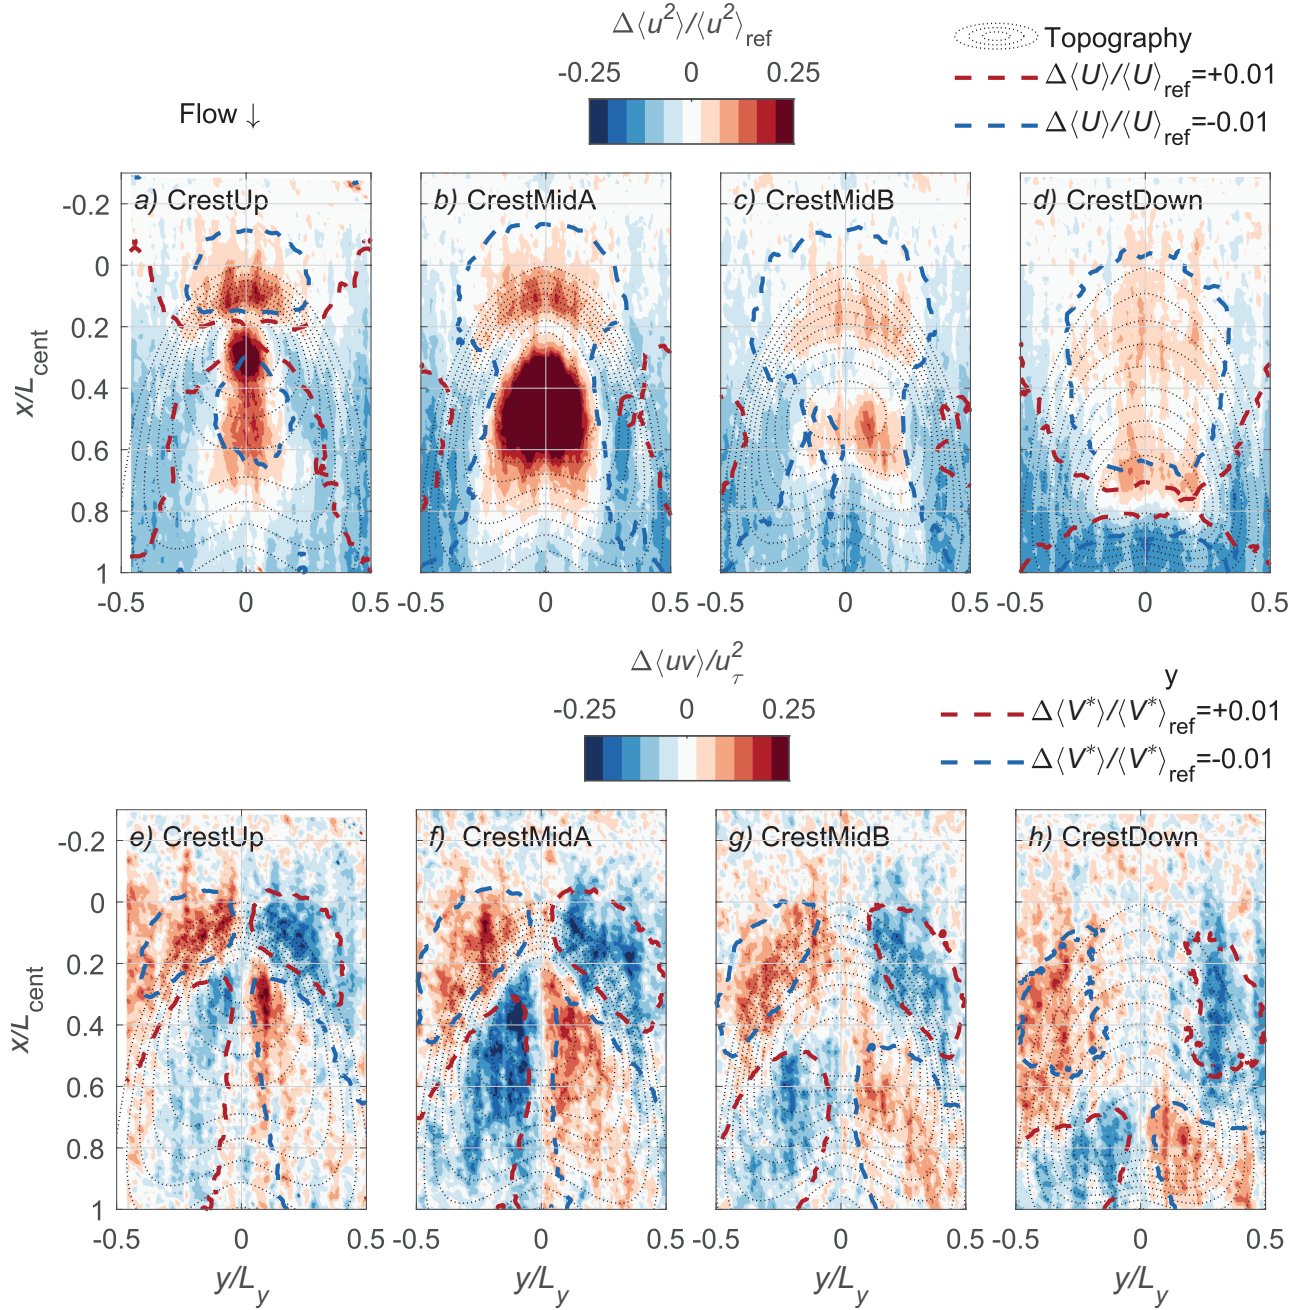 Δ⟨u²⟩/⟨u²⟩ref
-0.25 0 0.25
Topography
Δ⟨U⟩/⟨U⟩ref=+0.01
Δ⟨U⟩/⟨U⟩ref=-0.01
Flow ↓
a) CrestUp
b) CrestMidA
c) CrestMidB
d) CrestDown
-0.2
0
0.2
0.4
0.6
0.8
1
x/Lcent
-0.5 0 0.5
-0.5 0 0.5
-0.5 0 0.5
-0.5 0 0.5
Δ⟨uv⟩/uτ²
-0.25 0 0.25
y
Δ⟨V*⟩/⟨V*⟩ref=+0.01
Δ⟨V*⟩/⟨V*⟩ref=-0.01
e) CrestUp
f) CrestMidA
g) CrestMidB
h) CrestDown
-0.2
0
0.2
0.4
0.6
0.8
1
x/Lcent
-0.5 0 0.5
-0.5 0 0.5
-0.5 0 0.5
-0.5 0 0.5
y/Ly
y/Ly
y/Ly
y/Ly